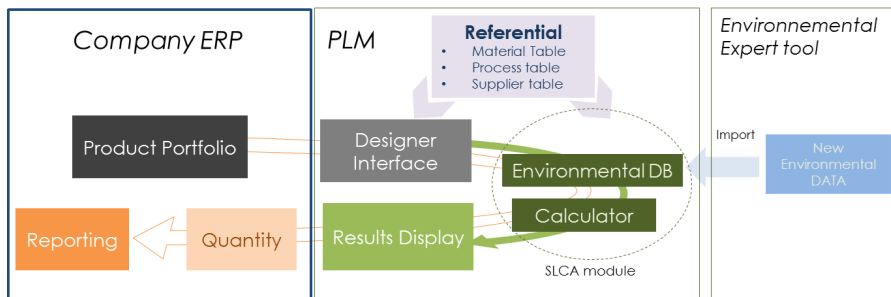 Company ERP
Product Portfolio
Reporting
Quantity
PLM
Referential
• Material Table
• Process table
• Supplier table
Designer
Interface
Environmental DB
Calculator
Results Display
SLCA module
Environnemental
Expert tool
Import
New
Environmental
DATA